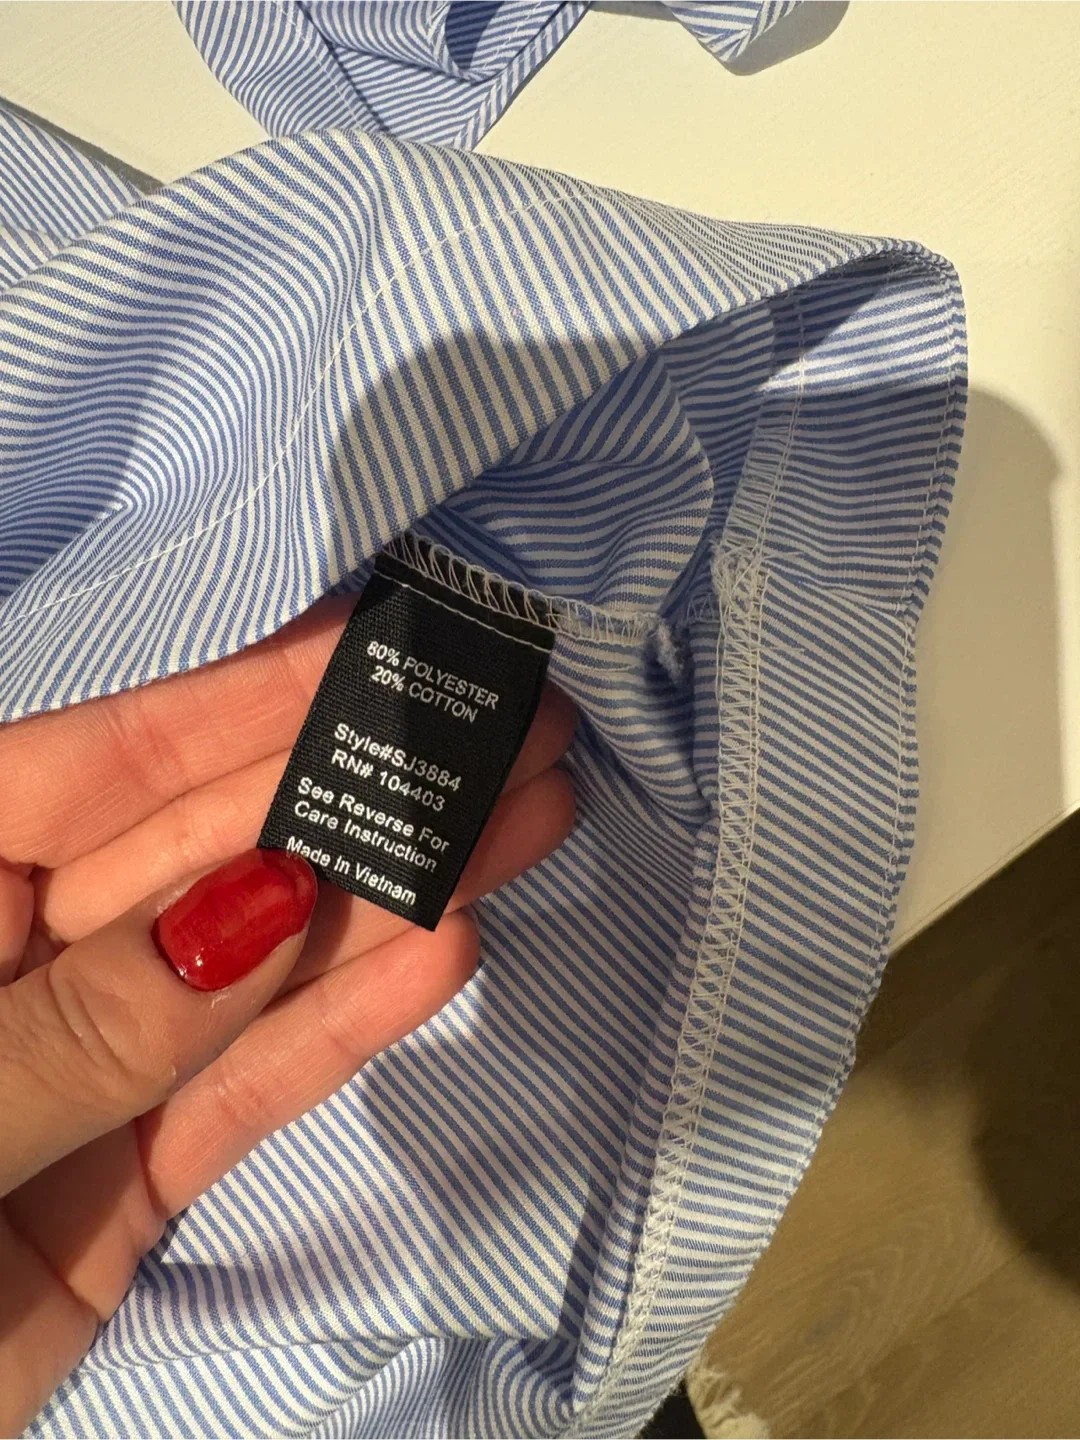 80% POLYESTER
20% COTTON
Style#SJ3884
RN# 104403
See Reverse For
Care Instruction
Made In Vietnam